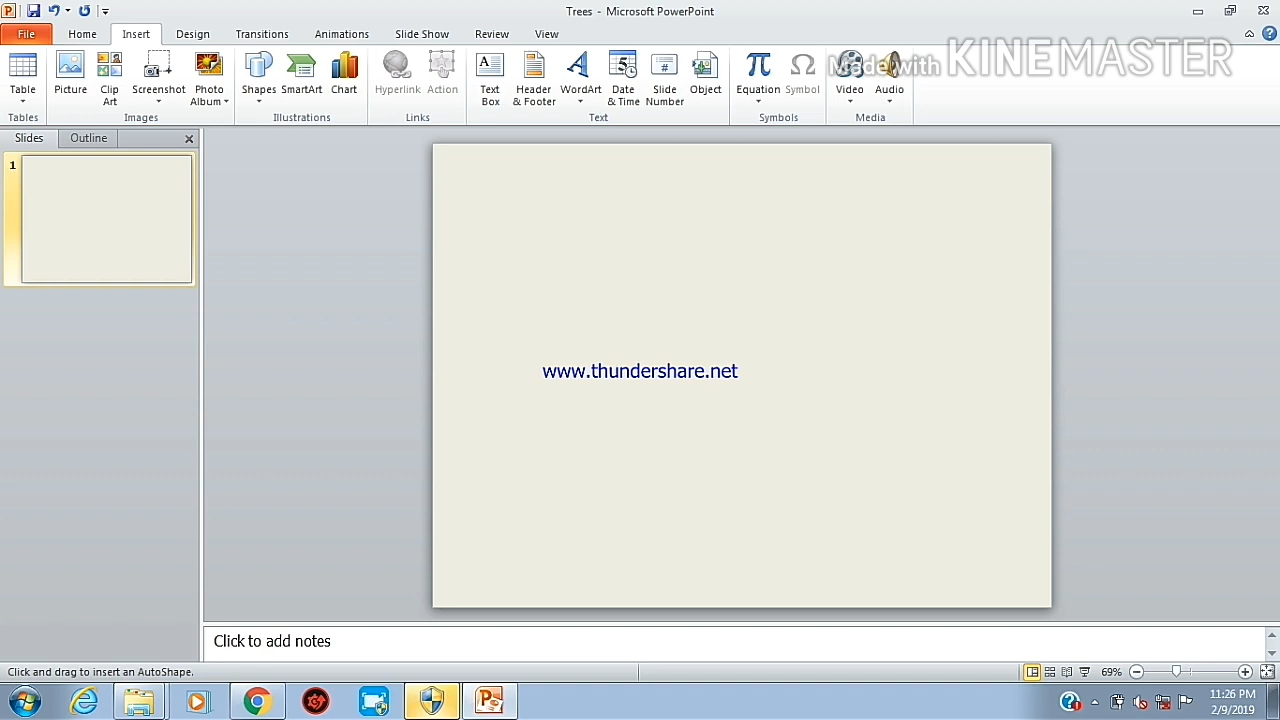 Trees - Microsoft PowerPoint
File Home Insert Design Transitions Animations Slide Show Review View
Made with KINEMASTER
Table Picture Clip Art Screenshot Photo Album Shapes SmartArt Chart Hyperlink Action Text Box Header & Footer WordArt Date & Time Slide Number Object Equation Symbol Video Audio
Tables Images Illustrations Links Text Symbols Media
Slides Outline
1
www.thundershare.net
Click to add notes
Click and drag to insert an AutoShape. 69%
11:26 PM
2/9/2019